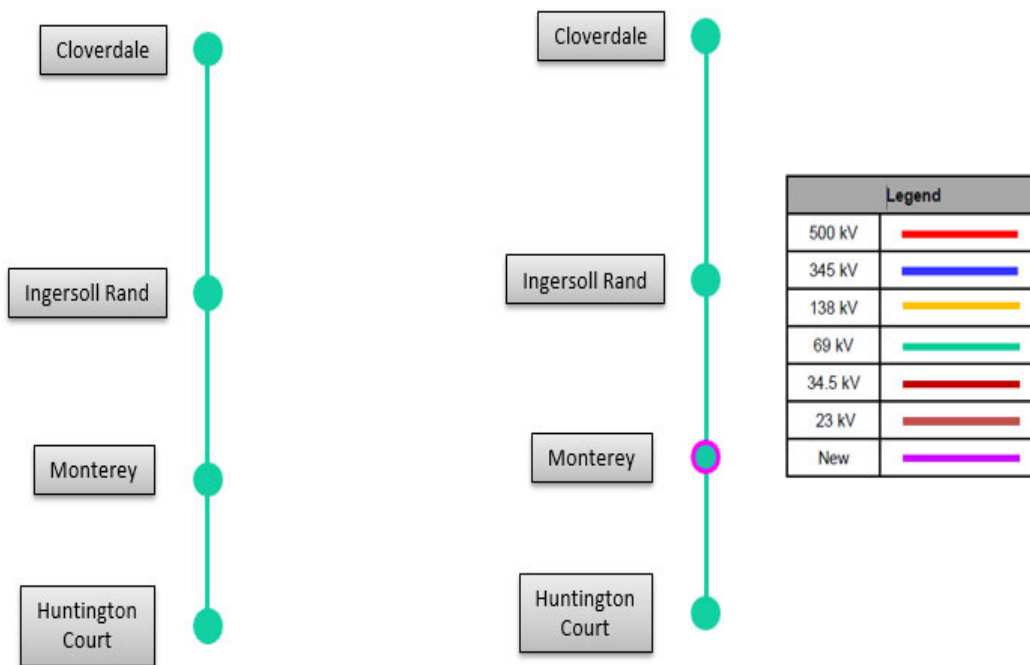 Cloverdale
Ingersoll Rand
Monterey
Huntington
Court
Cloverdale
Ingersoll Rand
Monterey
Huntington
Court
Legend
500 kV
345 kV
138 kV
69 kV
34.5 kV
23 kV
New